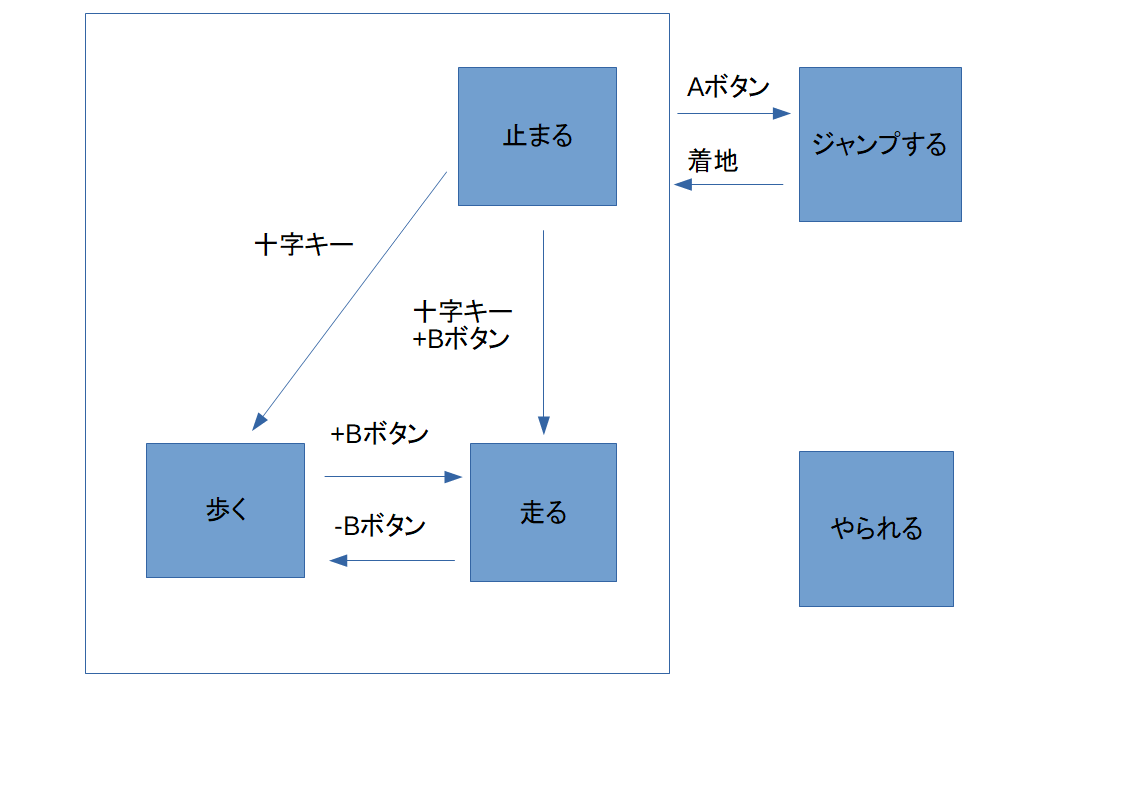 Aボタン
止まる
ジャンプする
着地
十字キー
十字キー
+Bボタン
+Bボタン
歩く
走る
-Bボタン
やられる